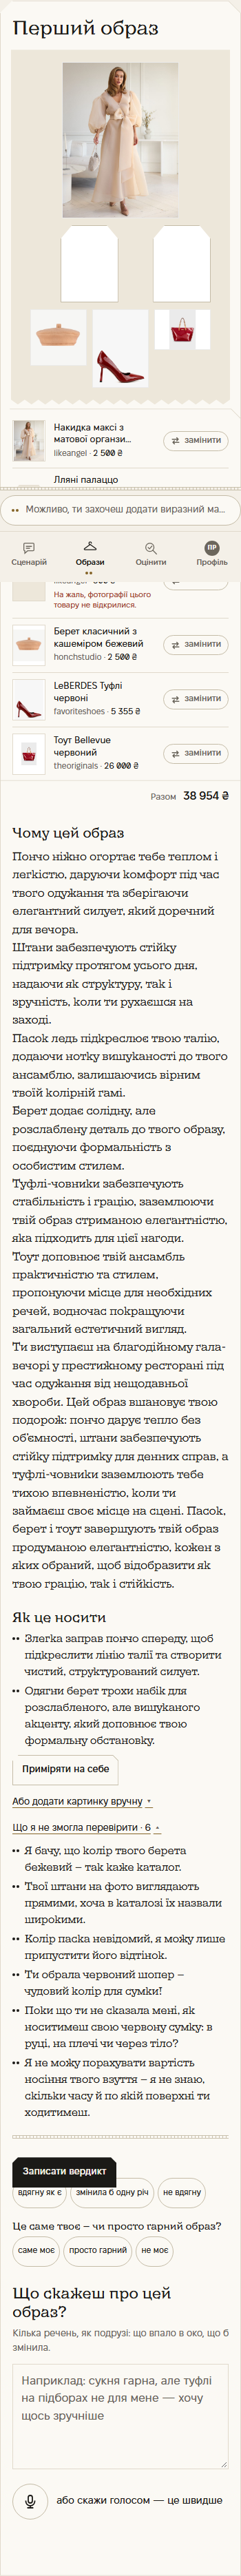 Перший образ
Накидка максі з
матової органзи...
likeangel · 2 500 ₴
замінити
Лляні палаццо
Можливо, ти захочеш додати виразний ма...
Сценарій
Образи
Оцінити
ПР
Профіль
На жаль, фотографії цього
товару не відкрилися.
замінити
Берет класичний з
кашеміром бежевий
honchstudio · 2 500 ₴
замінити
LeBERDES Туфлі
червоні
favoriteshoes · 5 355 ₴
замінити
Тоут Bellevue
червоний
theoriginals · 26 000 ₴
замінити
Разом 38 954 ₴
Чому цей образ
Пончо ніжно огортає тебе теплом і
легкістю, даруючи комфорт під час
твого одужання та зберігаючи
елегантний силует, який доречний
для вечора.
Штани забезпечують стійку
підтримку протягом усього дня,
надаючи як структуру, так і
зручність, коли ти рухаєшся на
заході.
Пасок ледь підкреслює твою талію,
додаючи нотку вишуканості до твого
ансамблю, залишаючись вірним
твоїй колірній гамі.
Берет додає солідну, але
розслаблену деталь до твого образу,
поєднуючи формальність з
особистим стилем.
Туфлі-човники забезпечують
стабільність і грацію, заземлюючи
твій образ стриманою елегантністю,
яка підходить для цієї нагоди.
Тоут доповнює твій ансамбль
практичністю та стилем,
пропонуючи місце для необхідних
речей, водночас покращуючи
загальний естетичний вигляд.
Ти виступаєш на благодійному гала-
вечорі у престижному ресторані під
час одужання від нещодавньої
хвороби. Цей образ вшановує твою
подорож: пончо дарує тепло без
об'ємності, штани забезпечують
стійку підтримку для денних справ, а
туфлі-човники заземлюють тебе
тихою впевненістю, коли ти
займаєш своє місце на сцені. Пасок,
берет і тоут завершують твій образ
продуманою елегантністю, кожен з
яких обраний, щоб відобразити як
твою грацію, так і стійкість.
Як це носити
Злегка заправ пончо спереду, щоб
підкреслити лінію талії та створити
чистий, структурований силует.
Одягни берет трохи набік для
розслабленого, але вишуканого
акценту, який доповнює твою
формальну обстановку.
Приміряти на себе
Або додати картинку вручну
Що я не змогла перевірити · 6
Я бачу, що колір твого берета
бежевий – так каже каталог.
Твої штани на фото виглядають
прямими, хоча в каталозі їх назвали
широкими.
Колір паска невідомий, я можу лише
припустити його відтінок.
Ти обрала червоний шопер –
чудовий колір для сумки!
Поки що ти не сказала мені, як
носитимеш свою червону сумку: в
руці, на плечі чи через тіло?
Я не можу порахувати вартість
носіння твого взуття – я не знаю,
скільки часу й по якій поверхні ти
ходитимеш.
Записати вердикт
вдягну як є
змінила б одну річ
не вдягну
Це саме твоє – чи просто гарний образ?
саме моє
просто гарний
не моє
Що скажеш про цей
образ?
Кілька речень, як подрузі: що впало в око, що б
змінила.
Наприклад: сукня гарна, але туфлі
на підборах не для мене — хочу
щось зручніше
або скажи голосом — це швидше